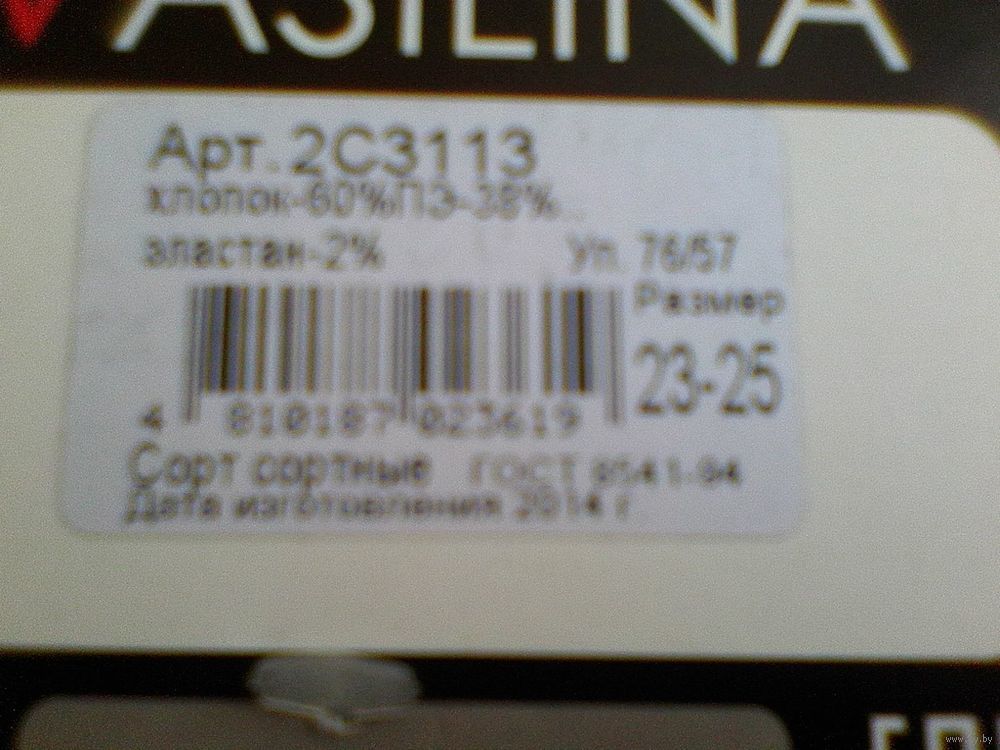 ASILINA
Арт. 2С3113
хлопок-60%ПЭ-38%
эластан-2%
Уп. 76/57
Размер
23-25
4 810187 023619
Сорт сортные ГОСТ 8541-94
Дата изготовления 2014 г.